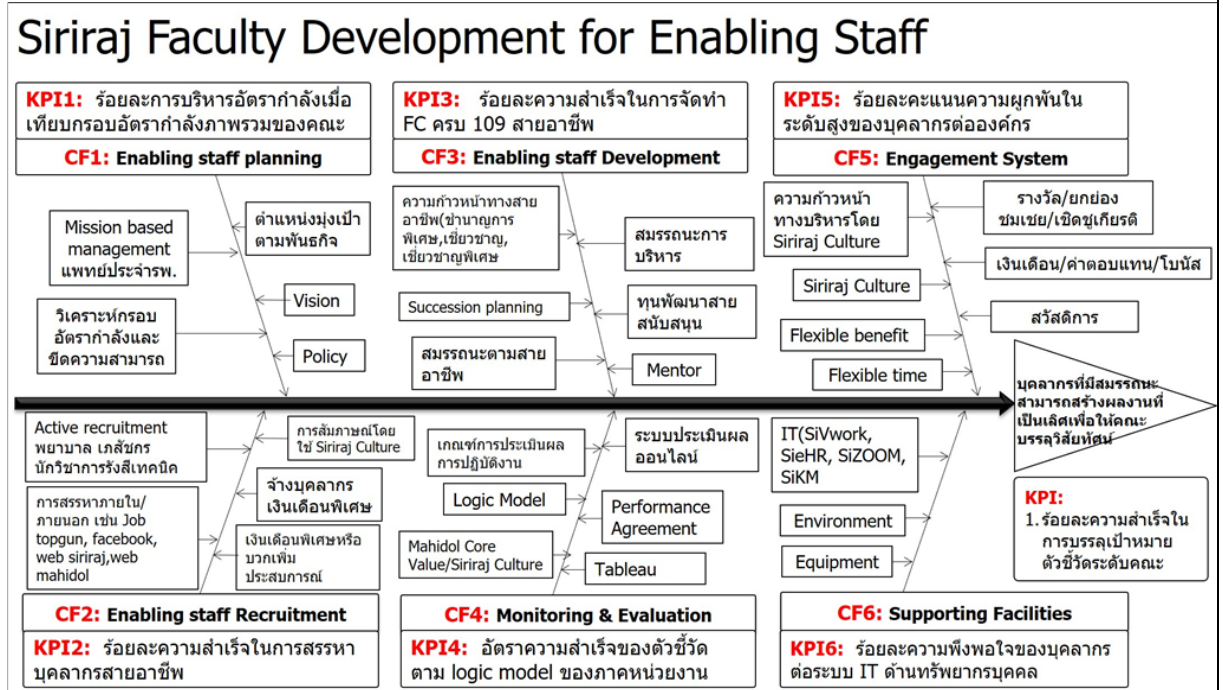 Siriraj Faculty Development for Enabling Staff
KPI1: ร้อยละการบริหารอัตรากำลังเมื่อ
เทียบกรอบอัตรากำลังภาพรวมของคณะ
CF1: Enabling staff planning
Mission based
management
แพทย์ประจำรพ.
ตำแหน่งมุ่งเป้า
ตามพันธกิจ
Vision
วิเคราะห์กรอบ
อัตรากำลังและ
ขีดความสามารถ
Policy
KPI3: ร้อยละความสำเร็จในการจัดทำ
FC ครบ 109 สายอาชีพ
CF3: Enabling staff Development
ความก้าวหน้าทางสาย
อาชีพ(ชำนาญการ
พิเศษ,เชี่ยวชาญ,
เชี่ยวชาญพิเศษ
สมรรถนะการ
บริหาร
Succession planning
ทุนพัฒนาสาย
สนับสนุน
สมรรถนะตามสาย
อาชีพ
Mentor
KPI5: ร้อยละคะแนนความผูกพันใน
ระดับสูงของบุคลากรต่อองค์กร
CF5: Engagement System
ความก้าวหน้า
ทางบริหารโดย
Siriraj Culture
รางวัล/ยกย่อง
ชมเชย/เชิดชูเกียรติ
เงินเดือน/ค่าตอบแทน/โบนัส
Siriraj Culture
สวัสดิการ
Flexible benefit
Flexible time
บุคลากรที่มีสมรรถนะ
สามารถสร้างผลงานที่
เป็นเลิศเพื่อให้คณะ
บรรลุวิสัยทัศน์
Active recruitment
พยาบาล เภสัชกร
นักวิชาการรังสีเทคนิค
การสัมภาษณ์โดย
ใช้ Siriraj Culture
การสรรหาภายใน/
ภายนอก เช่น Job
topgun, facebook,
web siriraj,web
mahidol
จ้างบุคลากร
เงินเดือนพิเศษ
เงินเดือนพิเศษหรือ
บวกเพิ่ม
ประสบการณ์
CF2: Enabling staff Recruitment
KPI2: ร้อยละความสำเร็จในการสรรหา
บุคลากรสายอาชีพ
เกณฑ์การประเมินผล
การปฏิบัติงาน
ระบบประเมินผล
ออนไลน์
Logic Model
Performance
Agreement
Mahidol Core
Value/Siriraj Culture
Tableau
CF4: Monitoring & Evaluation
KPI4: อัตราความสำเร็จของตัวชี้วัด
ตาม logic model ของภาคหน่วยงาน
IT(SiVwork,
SieHR, SiZOOM,
SiKM
Environment
Equipment
CF6: Supporting Facilities
KPI6: ร้อยละความพึงพอใจของบุคลากร
ต่อระบบ IT ด้านทรัพยากรบุคคล
KPI:
1. ร้อยละความสำเร็จใน
การบรรลุเป้าหมาย
ตัวชี้วัดระดับคณะ